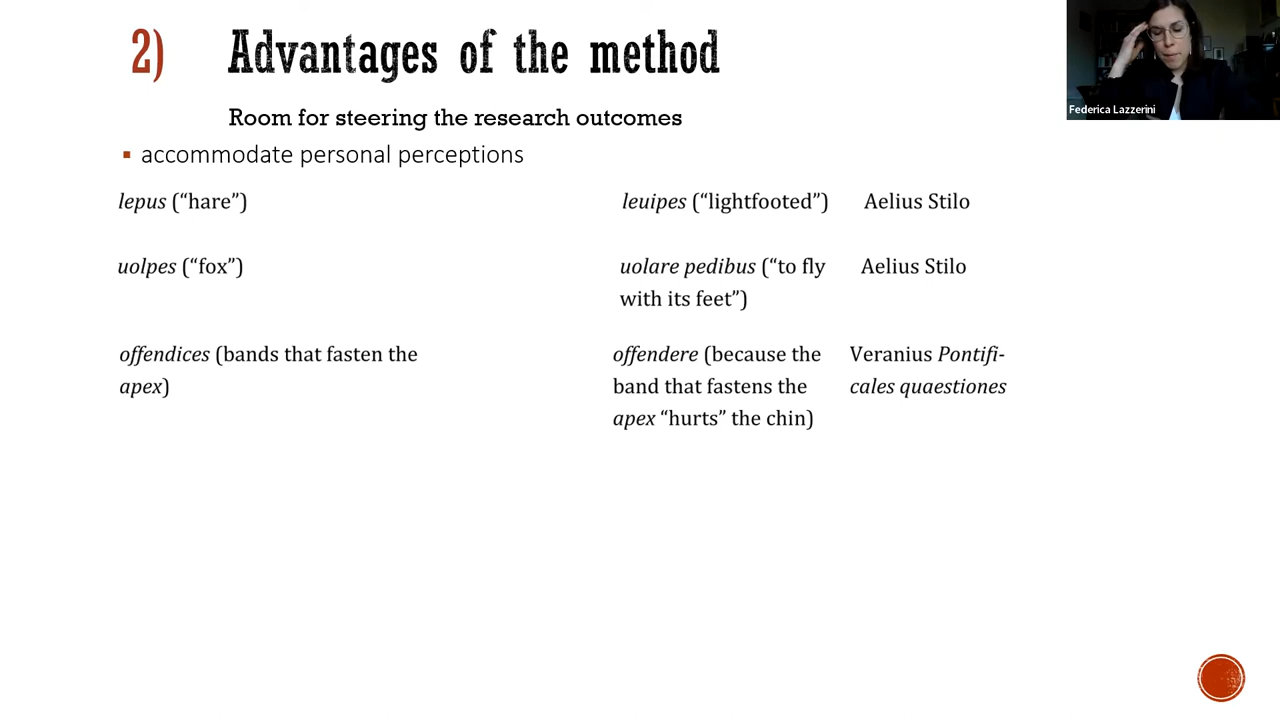 2) Advantages of the method
Federica Lazzerini
Room for steering the research outcomes
▪ accommodate personal perceptions
lepus (“hare”) leuipes (“lightfooted”) Aelius Stilo
uolpes (“fox”) uolare pedibus (“to fly Aelius Stilo
with its feet”)
offendices (bands that fasten the offendere (because the Veranius Pontifi-
apex) band that fastens the cales quaestiones
apex “hurts” the chin)